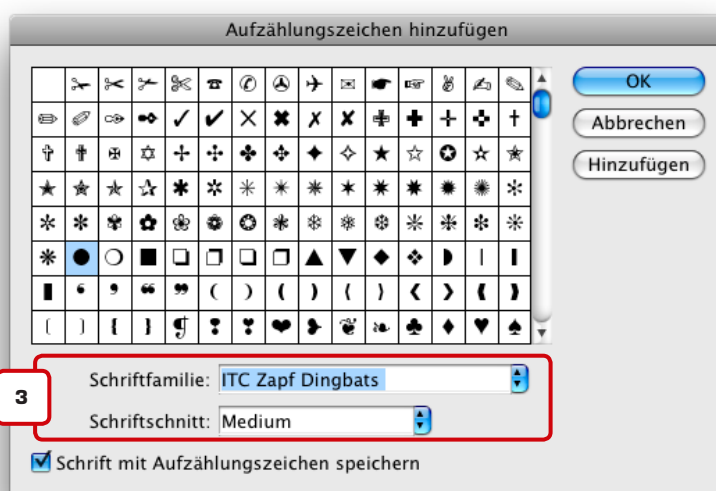 Aufzählungszeichen hinzufügen
OK
Abbrechen
Hinzufügen
3
Schriftfamilie: ITC Zapf Dingbats
Schriftschnitt: Medium
Schrift mit Aufzählungszeichen speichern